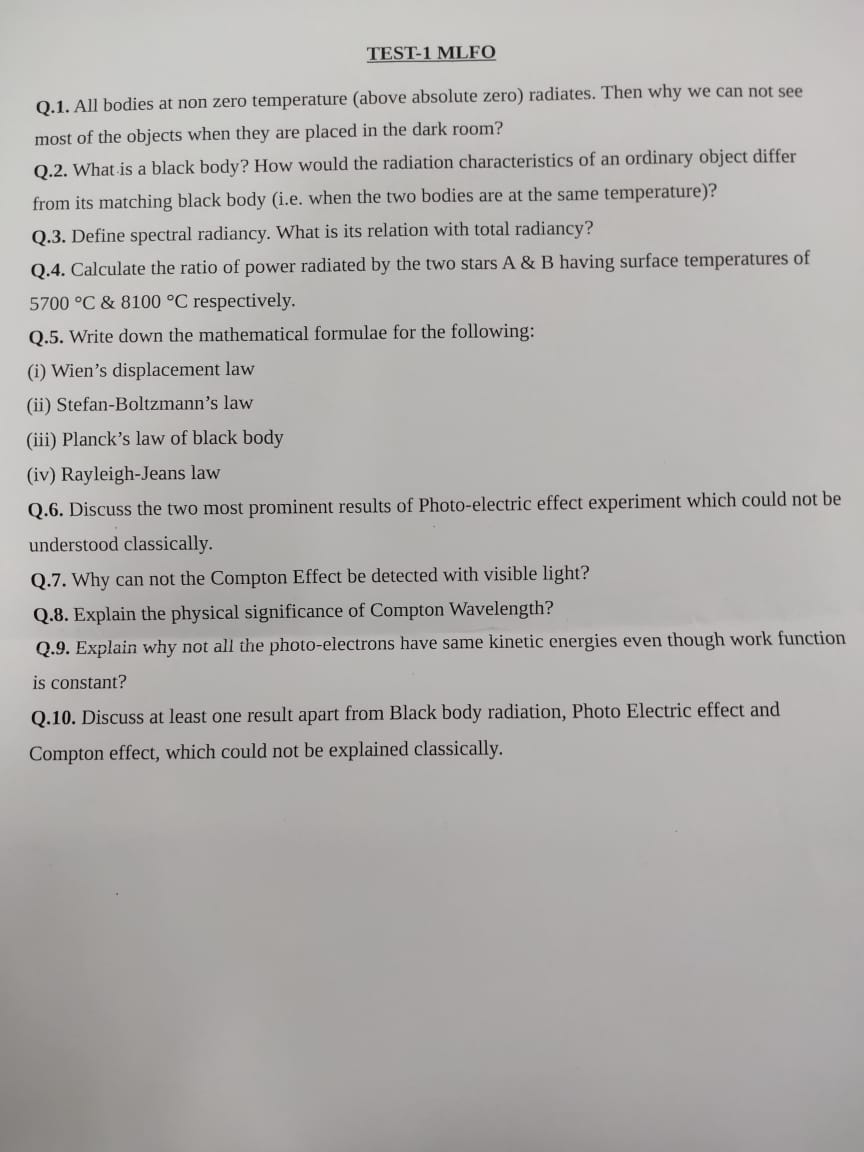 TEST-1 MLFO
Q.1. All bodies at non zero temperature (above absolute zero) radiates. Then why we can not see
most of the objects when they are placed in the dark room?
Q.2. What is a black body? How would the radiation characteristics of an ordinary object differ
from its matching black body (i.e. when the two bodies are at the same temperature)?
Q.3. Define spectral radiancy. What is its relation with total radiancy?
Q.4. Calculate the ratio of power radiated by the two stars A & B having surface temperatures of
5700 °C & 8100 °C respectively.
Q.5. Write down the mathematical formulae for the following:
(i) Wien’s displacement law
(ii) Stefan-Boltzmann’s law
(iii) Planck’s law of black body
(iv) Rayleigh-Jeans law
Q.6. Discuss the two most prominent results of Photo-electric effect experiment which could not be
understood classically.
Q.7. Why can not the Compton Effect be detected with visible light?
Q.8. Explain the physical significance of Compton Wavelength?
Q.9. Explain why not all the photo-electrons have same kinetic energies even though work function
is constant?
Q.10. Discuss at least one result apart from Black body radiation, Photo Electric effect and
Compton effect, which could not be explained classically.